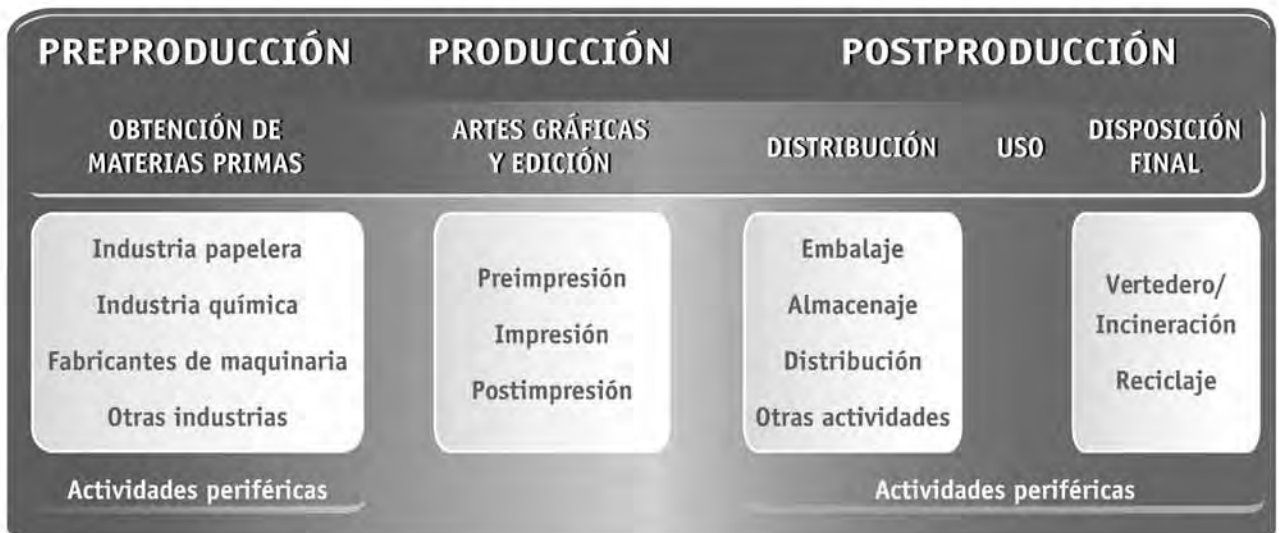 PREPRODUCCIÓN
PRODUCCIÓN
POSTPRODUCCIÓN
OBTENCIÓN DE
MATERIAS PRIMAS
ARTES GRÁFICAS
Y EDICIÓN
DISTRIBUCIÓN
USO
DISPOSICIÓN
FINAL
Industria papelera
Industria química
Fabricantes de maquinaria
Otras industrias
Preimpresión
Impresión
Postimpresión
Embalaje
Almacenaje
Distribución
Otras actividades
Vertedero/
Incineración
Reciclaje
Actividades periféricas
Actividades periféricas